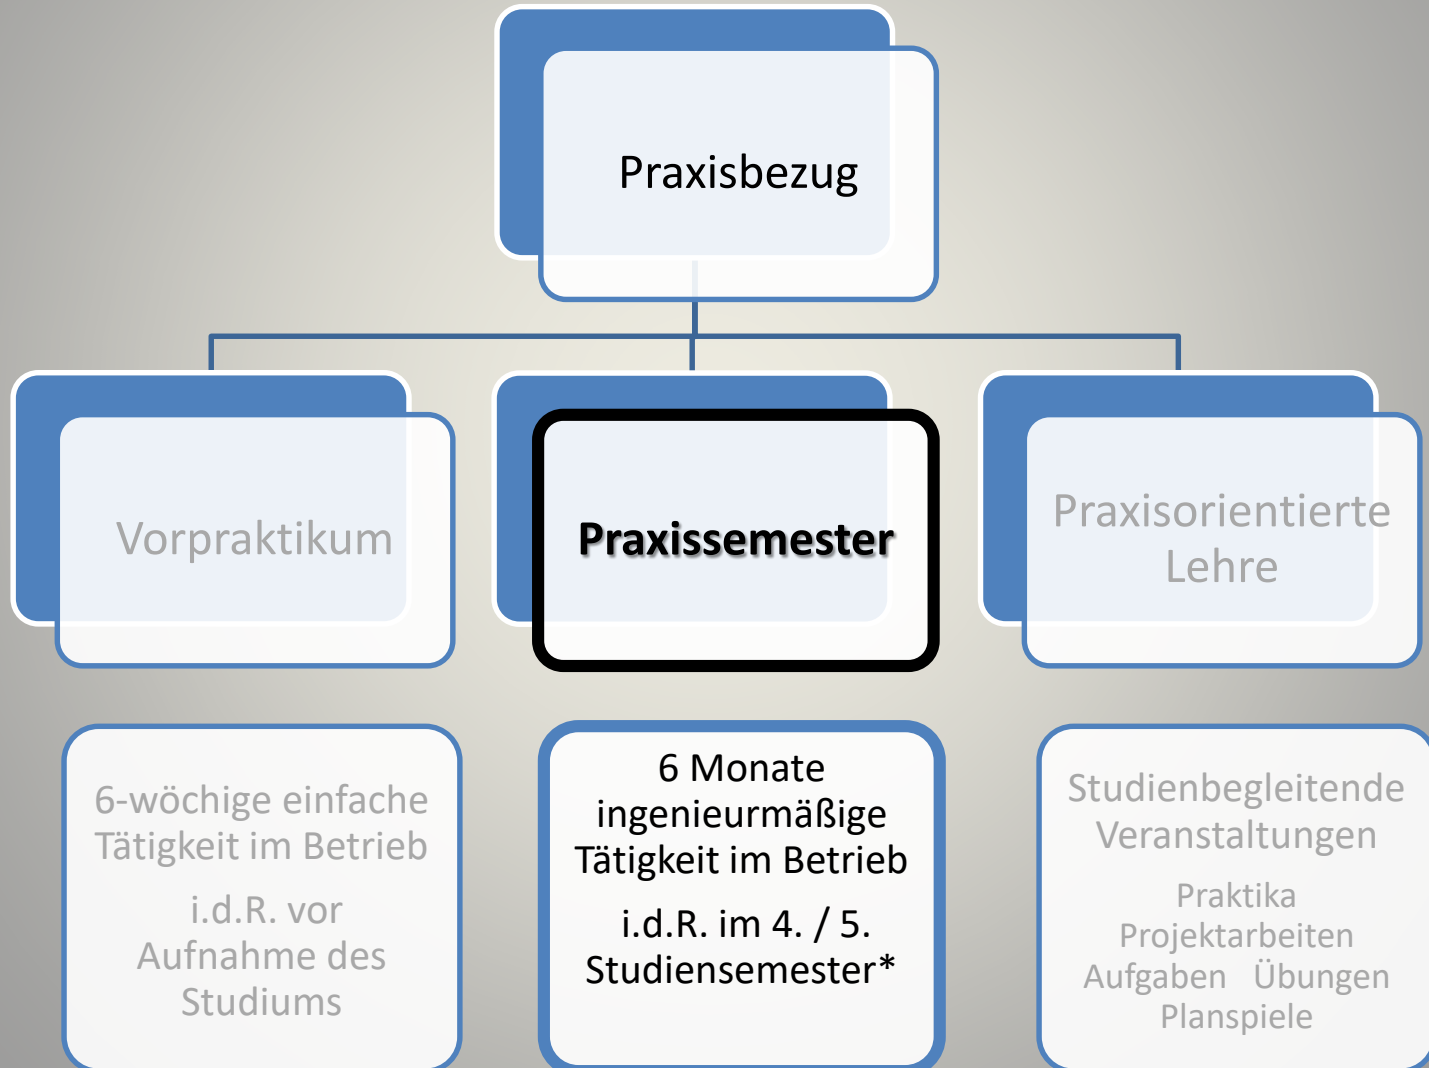 Praxisbezug
Vorpraktikum
Praxissemester
Praxisorientierte
Lehre
6-wöchige einfache
Tätigkeit im Betrieb
i.d.R. vor
Aufnahme des
Studiums
6 Monate
ingenieurmäßige
Tätigkeit im Betrieb
i.d.R. im 4. / 5.
Studiensemester*
Studienbegleitende
Veranstaltungen
Praktika
Projektarbeiten
Aufgaben Übungen
Planspiele